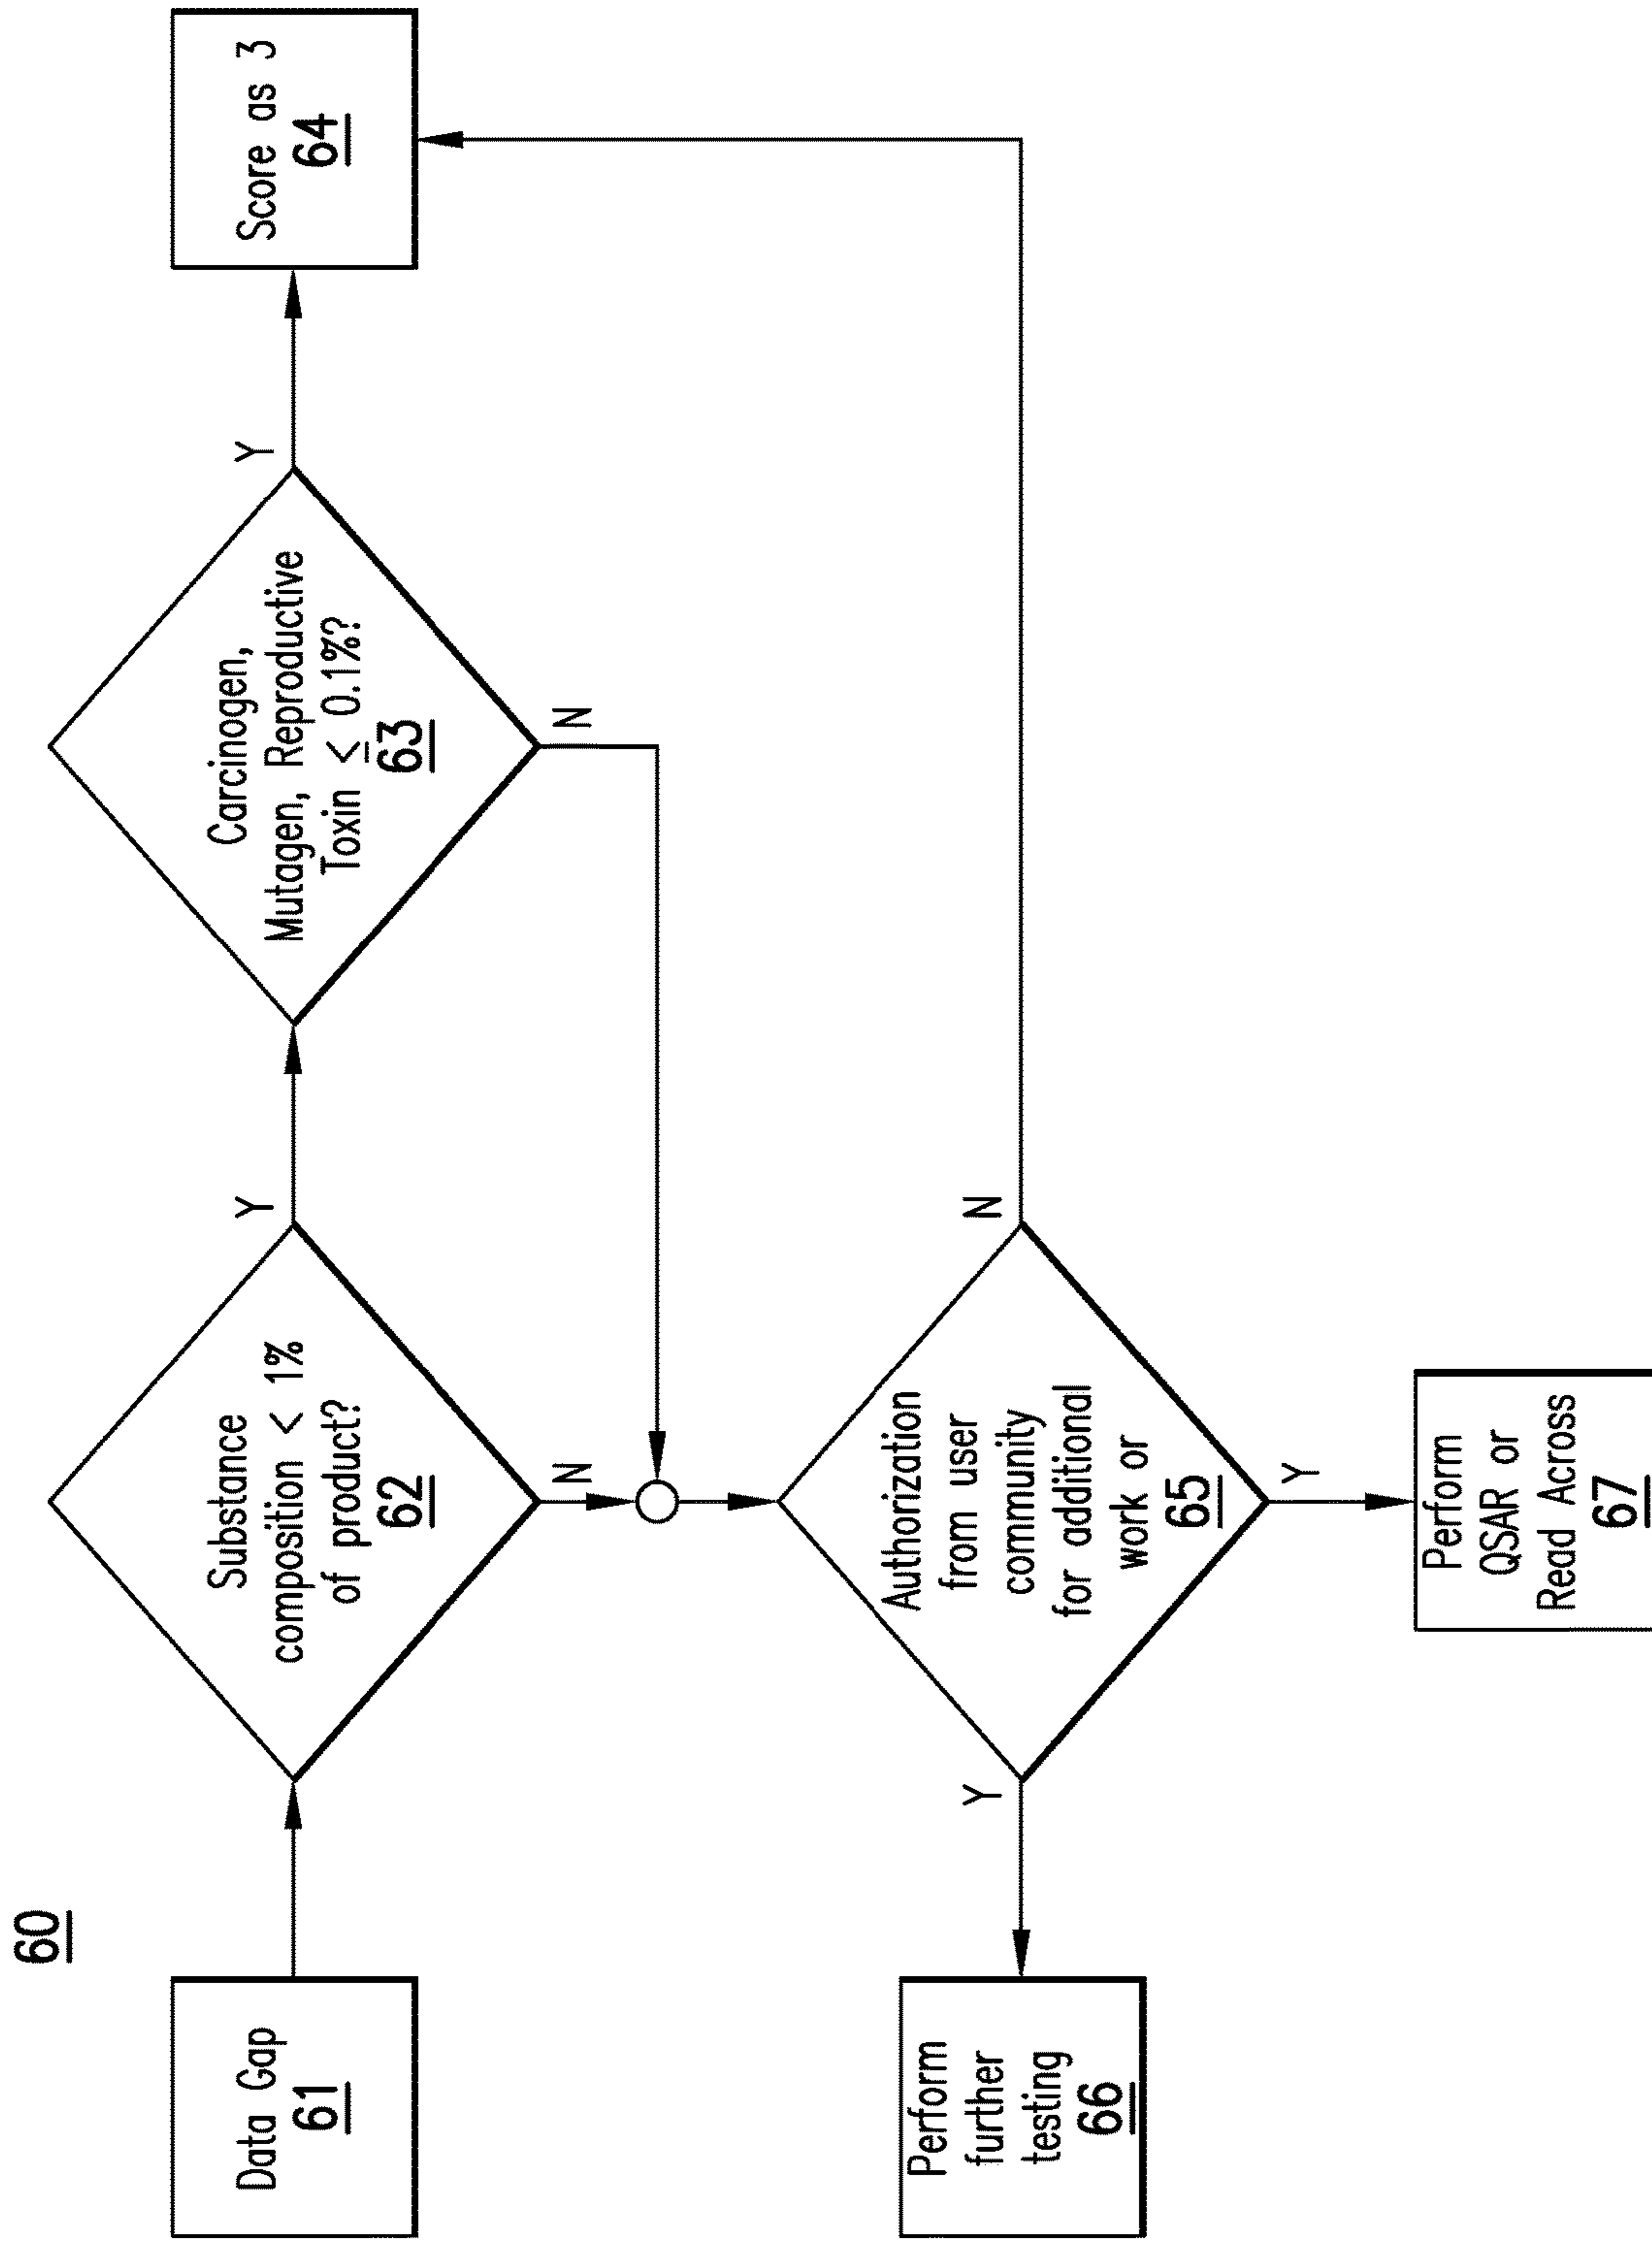 60
Data Gap
61
Substance
composition < 1%
of product?
62
Y
N
Carcinogen,
Mutagen, Reproductive
Toxin ≤ 0.1%?
63
Y
N
Score as 3
64
Authorization
from user
community
for additional
work or
65
Y
N
Y
Perform
further
testing
66
Perform
QSAR or
Read Across
67